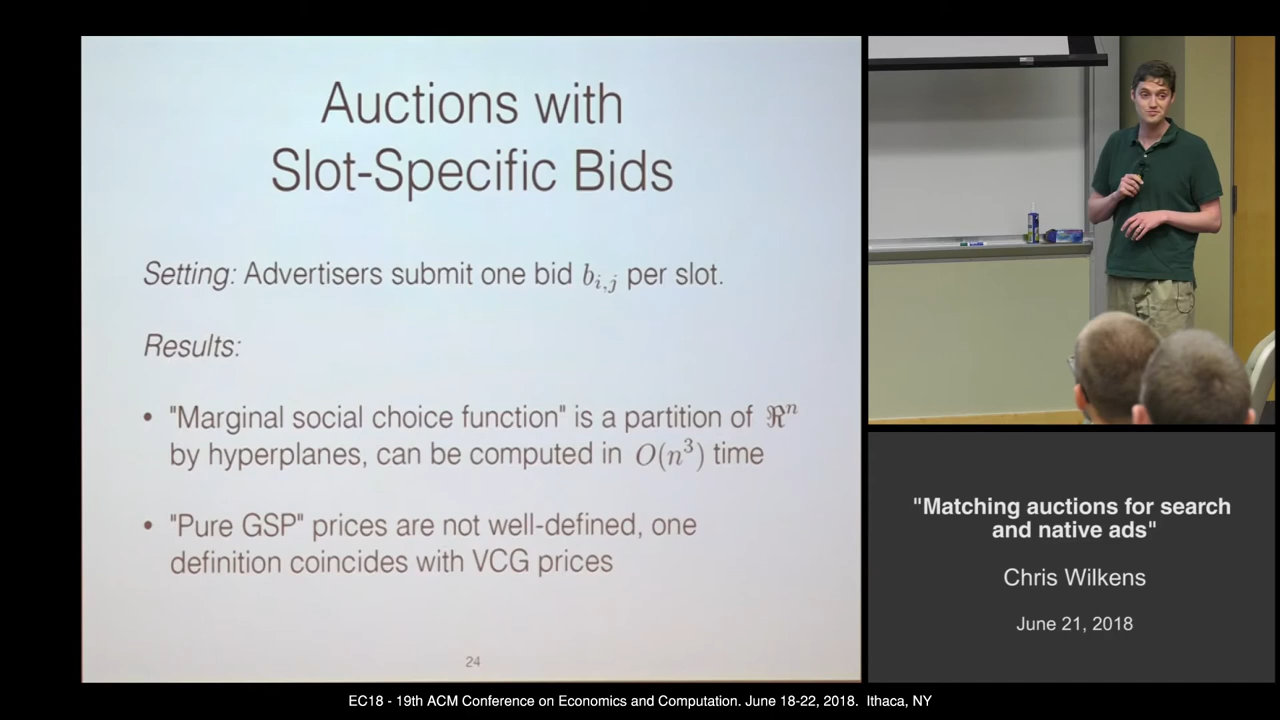 Auctions with
Slot-Specific Bids
Setting: Advertisers submit one bid b_{i,j} per slot.
Results:
• "Marginal social choice function" is a partition of ℜ^n
by hyperplanes, can be computed in O(n^3) time
• "Pure GSP" prices are not well-defined, one
definition coincides with VCG prices
24
"Matching auctions for search
and native ads"
Chris Wilkens
June 21, 2018
EC18 - 19th ACM Conference on Economics and Computation. June 18-22, 2018. Ithaca, NY